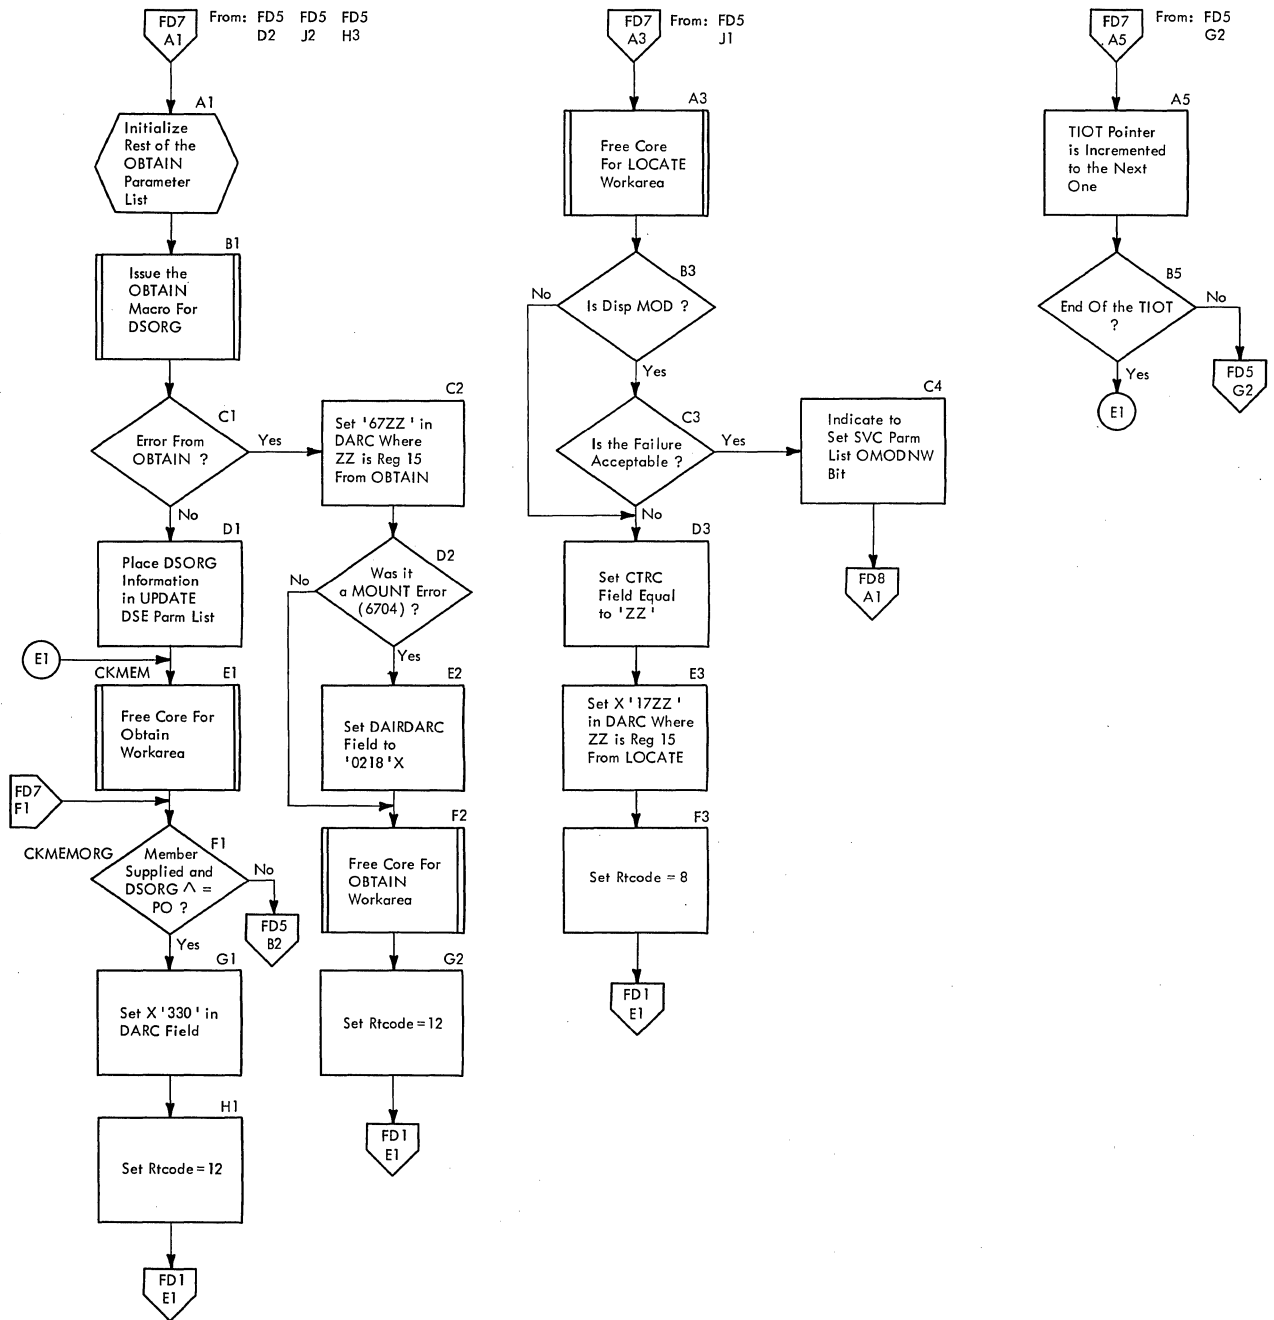 FD7
A1
From: FD5 FD5 FD5
D2 J2 H3
A1
Initialize
Rest of the
OBTAIN
Parameter
List
B1
Issue the
OBTAIN
Macro For
DSORG
C1
Error From
OBTAIN ?
Yes
No
C2
Set '67ZZ' in
DARC Where
ZZ is Reg 15
From OBTAIN
D1
Place DSORG
Information
in UPDATE
DSE Parm List
D2
Was it
a MOUNT Error
(6704) ?
No
Yes
E1
CKMEM
E1
Free Core For
Obtain
Workarea
E2
Set DAIRDARC
Field to
'0218'X
FD7
F1
CKMEMORG
F1
Member
Supplied and
DSORG ^ =
PO ?
No
Yes
FD5
B2
F2
Free Core For
OBTAIN
Workarea
G1
Set X'330' in
DARC Field
G2
Set Rtcode=12
FD1
E1
H1
Set Rtcode=12
FD1
E1
FD7
A3
From: FD5
J1
A3
Free Core
For LOCATE
Workarea
B3
Is Disp MOD ?
No
Yes
C3
Is the Failure
Acceptable ?
Yes
No
C4
Indicate to
Set SVC Parm
List OMODNW
Bit
FD8
A1
D3
Set CTRC
Field Equal
to 'ZZ'
E3
Set X'17ZZ'
in DARC Where
ZZ is Reg 15
From LOCATE
F3
Set Rtcode = 8
FD1
E1
FD7
A5
From: FD5
G2
A5
TIOT Pointer
is Incremented
to the Next
One
B5
End Of the TIOT
?
No
Yes
FD5
G2
E1